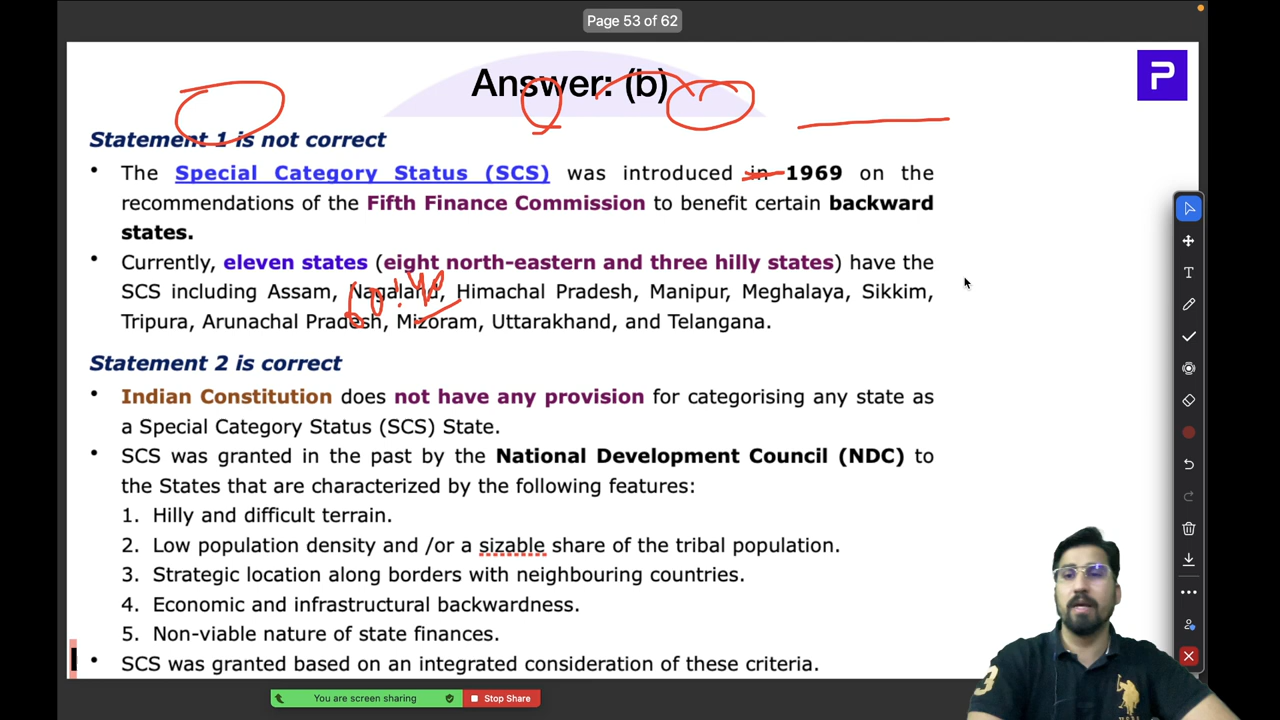 Page 53 of 62
Answer: (b)
P
Statement 1 is not correct
• The Special Category Status (SCS) was introduced in 1969 on the
recommendations of the Fifth Finance Commission to benefit certain backward
states.
• Currently, eleven states (eight north-eastern and three hilly states) have the
SCS including Assam, Nagaland, Himachal Pradesh, Manipur, Meghalaya, Sikkim,
Tripura, Arunachal Pradesh, Mizoram, Uttarakhand, and Telangana.
60:40
Statement 2 is correct
• Indian Constitution does not have any provision for categorising any state as
a Special Category Status (SCS) State.
• SCS was granted in the past by the National Development Council (NDC) to
the States that are characterized by the following features:
1. Hilly and difficult terrain.
2. Low population density and /or a sizable share of the tribal population.
3. Strategic location along borders with neighbouring countries.
4. Economic and infrastructural backwardness.
5. Non-viable nature of state finances.
• SCS was granted based on an integrated consideration of these criteria.
You are screen sharing
Stop Share
T
3